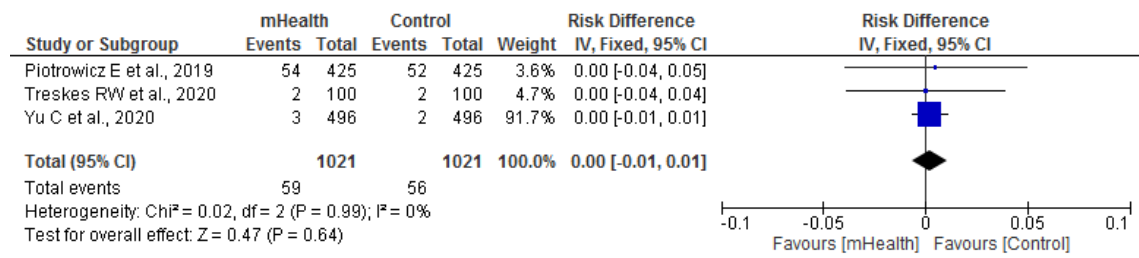 mHealth Control Risk Difference Risk Difference
Study or Subgroup Events Total Events Total Weight IV, Fixed, 95% CI IV, Fixed, 95% CI
Piotrowicz E et al., 2019 54 425 52 425 3.6% 0.00 [-0.04, 0.05]
Treskes RW et al., 2020 2 100 2 100 4.7% 0.00 [-0.04, 0.04]
Yu C et al., 2020 3 496 2 496 91.7% 0.00 [-0.01, 0.01]
Total (95% CI) 1021 1021 100.0% 0.00 [-0.01, 0.01]
Total events 59 56
Heterogeneity: Chi² = 0.02, df = 2 (P = 0.99); I² = 0%
Test for overall effect: Z = 0.47 (P = 0.64)
-0.1 -0.05 0 0.05 0.1
Favours [mHealth] Favours [Control]